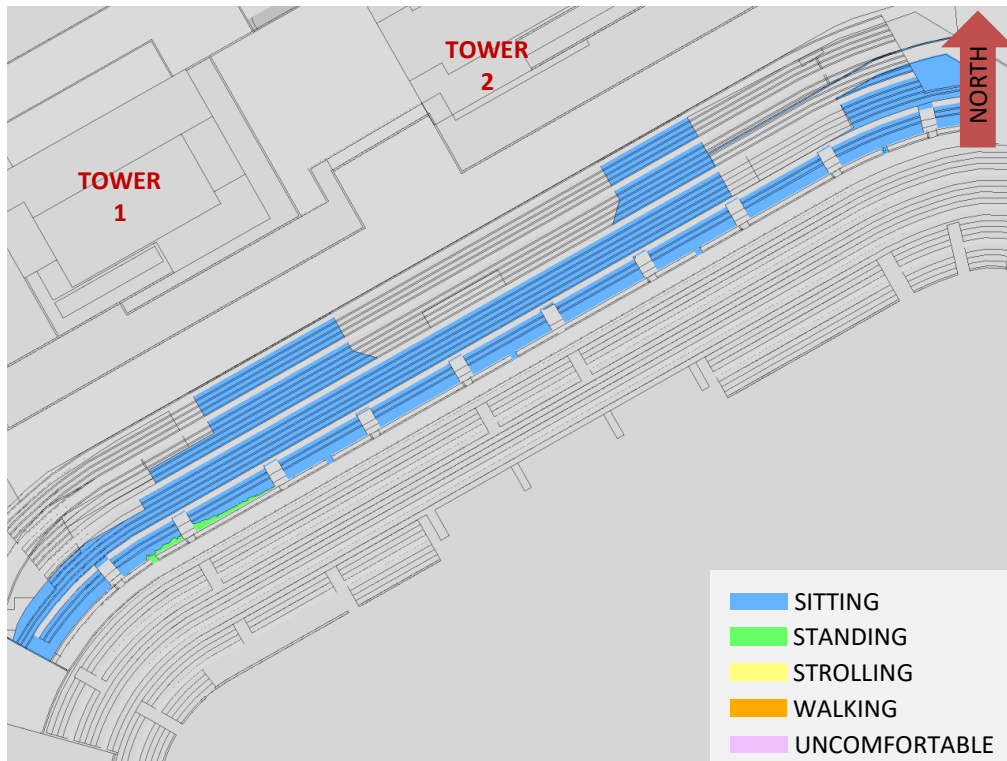 TOWER
2
NORTH
TOWER
1
SITTING
STANDING
STROLLING
WALKING
UNCOMFORTABLE